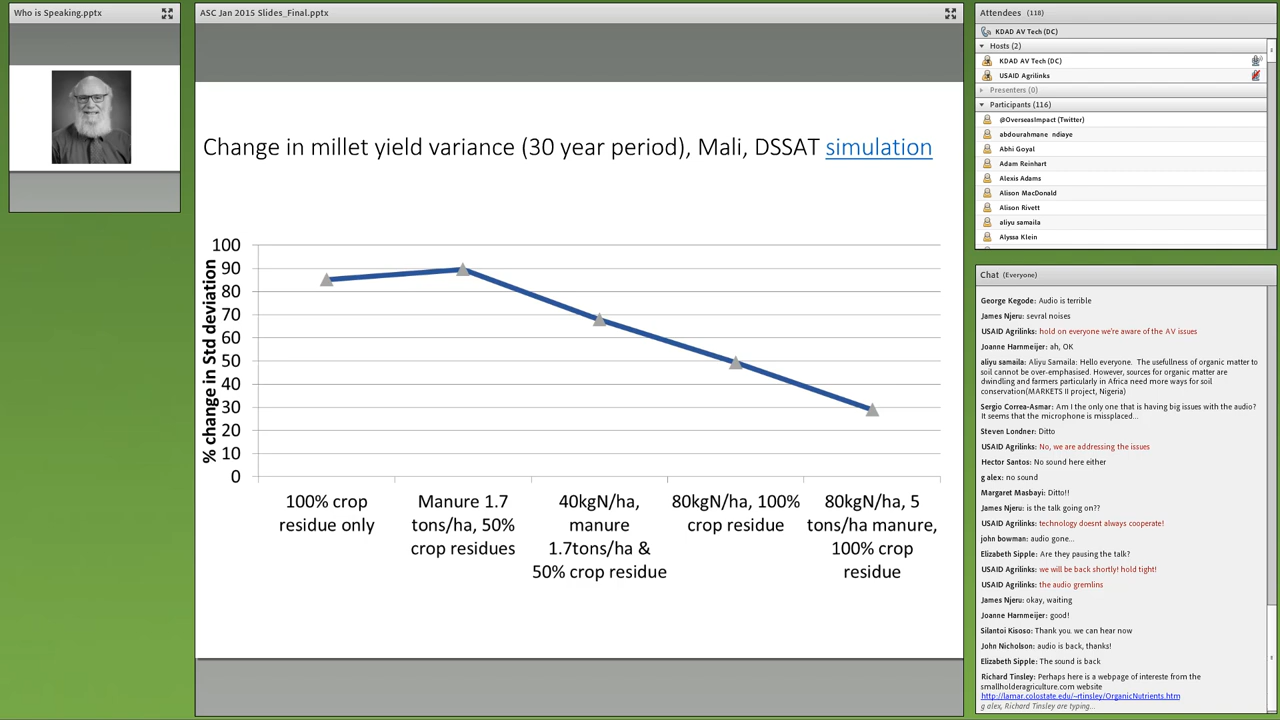 Who is Speaking.pptx
ASC Jan 2015 Slides_Final.pptx
Change in millet yield variance (30 year period), Mali, DSSAT simulation
% change in Std deviation
100
90
80
70
60
50
40
30
20
10
0
100% crop
residue only
Manure 1.7
tons/ha, 50%
crop residues
40kgN/ha,
manure
1.7tons/ha &
50% crop residue
80kgN/ha, 100%
crop residue
80kgN/ha, 5
tons/ha manure,
100% crop
residue
Attendees (118)
KDAD AV Tech (DC)
Hosts (2)
KDAD AV Tech (DC)
USAID Agrilinks
Presenters (0)
Participants (116)
@OverseasImpact (Twitter)
abdourahmane ndiaye
Abhi Goyal
Adam Reinhart
Alexis Adams
Alison MacDonald
Alison Rivett
aliyu samaila
Alyssa Klein
Chat (Everyone)
George Kegode: Audio is terrible
James Njeru: sevral noises
USAID Agrilinks: hold on everyone we're aware of the AV issues
Joanne Harnmeijer: ah, OK
aliyu samaila: Aliyu Samaila: Hello everyone. The usefullness of organic matter to
soil cannot be over-emphasised. However, sources for organic matter are
dwindling and farmers particularly in Africa need more ways for soil
conservation(MARKETS II project, Nigeria)
Sergio Correa-Asmar: Am I the only one that is having big issues with the audio?
It seems that the microphone is missplaced...
Steven Londner: Ditto
USAID Agrilinks: No, we are addressing the issues
Hector Santos: No sound here either
g alex: no sound
Margaret Masbayi: Ditto!!
James Njeru: is the talk going on??
USAID Agrilinks: technology doesnt always cooperate!
john bowman: audio gone...
Elizabeth Sipple: Are they pausing the talk?
USAID Agrilinks: we will be back shortly! hold tight!
USAID Agrilinks: the audio gremlins
James Njeru: okay, waiting
Joanne Harnmeijer: good!
Silantoi Kisoso: Thank you. we can hear now
John Nicholson: audio is back, thanks!
Elizabeth Sipple: The sound is back
Richard Tinsley: Perhaps here is a webpage of intereste from the
smallholderagriculture.com website
http://lamar.colostate.edu/~rtinsley/OrganicNutrients.htm
g alex, Richard Tinsley are typing...